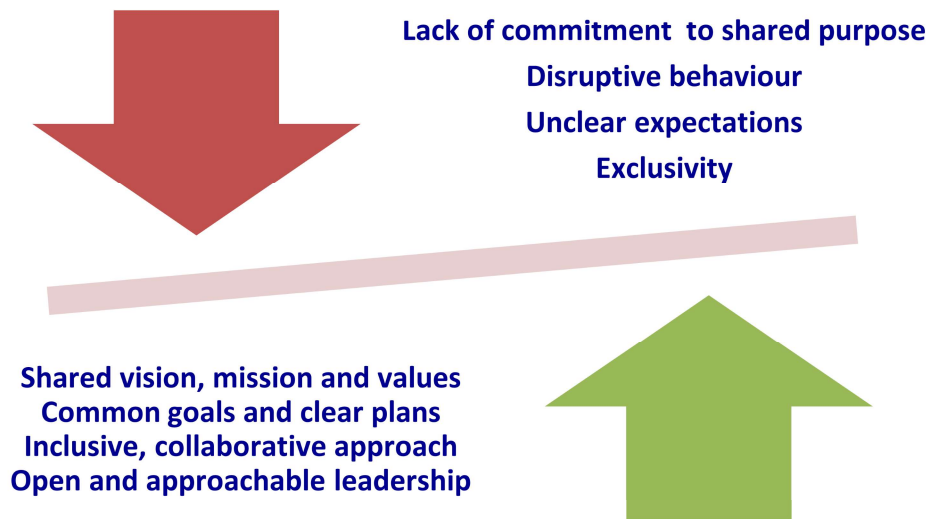 Lack of commitment  to shared purpose
Disruptive behaviour
Unclear expectations
Exclusivity
Shared vision, mission and values
Common goals and clear plans
Inclusive, collaborative approach
Open and approachable leadership